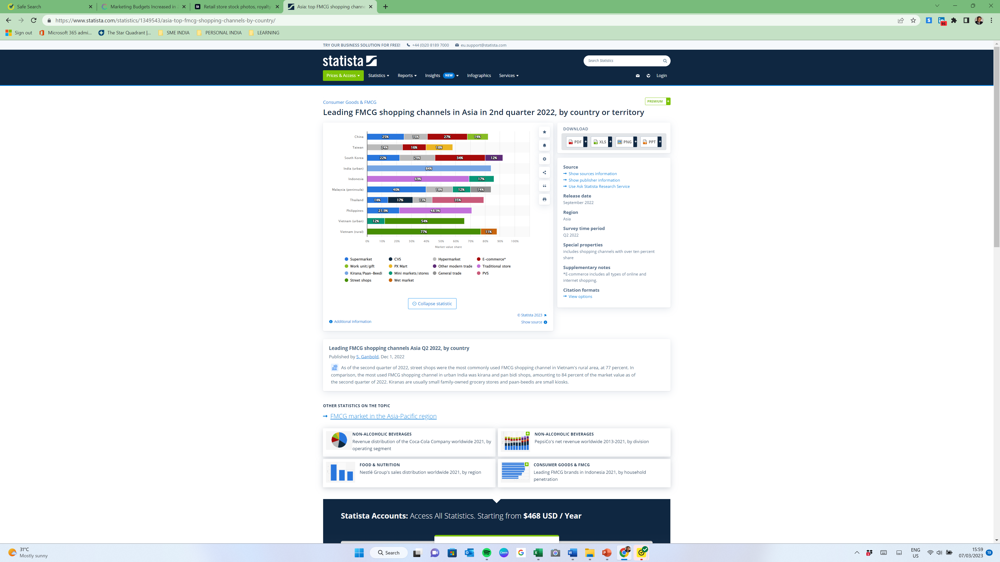 Safe Search
Marketing Budgets Increased in 2
Retail store stock photos, royalty
Asia: top FMCG shopping channe
https://www.statista.com/statistics/1349543/asia-top-fmcg-shopping-channels-by-country/
95
Sign out
Microsoft 365 admi...
The Star Quadrant |...
SME INDIA
PERSONAL INDIA
LEARNING
TRY OUR BUSINESS SOLUTION FOR FREE!
+44 (0)20 8189 7000
eu.support@statista.com
statista
Search Statistics
Prices & Access
Statistics
Reports
Insights NEW
Infographics
Services
Login
Consumer Goods & FMCG
PREMIUM +
Leading FMCG shopping channels in Asia in 2nd quarter 2022, by country or territory
China 25% 16% 27% 14%
Taiwan 24% 16% 18%
South Korea 22% 24% 34% 12%
India (urban) 84%
Indonesia 69% 17%
Malaysia (peninsula) 40% 18% 12% 14%
Thailand 14% 17% 13% 35%
Philippines 21.9% 48.9%
Vietnam (urban) 12% 54%
Vietnam (rural) 77% 11%
0% 10% 20% 30% 40% 50% 60% 70% 80% 90% 100%
Market value share
Supermarket CVS Hypermarket E-commerce*
Work unit/gift PX Mart Other modern trade Traditional store
Kirana/Paan-Beedi Mini markets/stores General trade PVS
Street shops Wet market
Collapse statistic
© Statista 2023
Additional Information
Show source
DOWNLOAD
PDF + XLS + PNG + PPT +
Source
Show sources information
Show publisher information
Use Ask Statista Research Service
Release date
September 2022
Region
Asia
Survey time period
Q2 2022
Special properties
includes shopping channels with over ten percent
share
Supplementary notes
*E-commerce includes all types of online and
internet shopping.
Citation formats
View options
Leading FMCG shopping channels Asia Q2 2022, by country
Published by S. Ganbold, Dec 1, 2022
As of the second quarter of 2022, street shops were the most commonly used FMCG shopping channel in Vietnam's rural area, at 77 percent. In
comparison, the most used FMCG shopping channel in urban India was kirana and pan bidi shops, amounting to 84 percent of the market value as of
the second quarter of 2022. Kiranas are usually small family-owned grocery stores and paan-beedis are small kiosks.
OTHER STATISTICS ON THE TOPIC
FMCG market in the Asia-Pacific region
NON-ALCOHOLIC BEVERAGES
Revenue distribution of the Coca-Cola Company worldwide 2021, by
operating segment
NON-ALCOHOLIC BEVERAGES
PepsiCo's net revenue worldwide 2013-2021, by division
FOOD & NUTRITION
Nestlé Group's sales distribution worldwide 2021, by region
CONSUMER GOODS & FMCG
Leading FMCG brands in Indonesia 2021, by household
penetration
Statista Accounts: Access All Statistics. Starting from $468 USD / Year
31°C
Mostly sunny
Search
ENG
US
15:59
07/03/2023
19